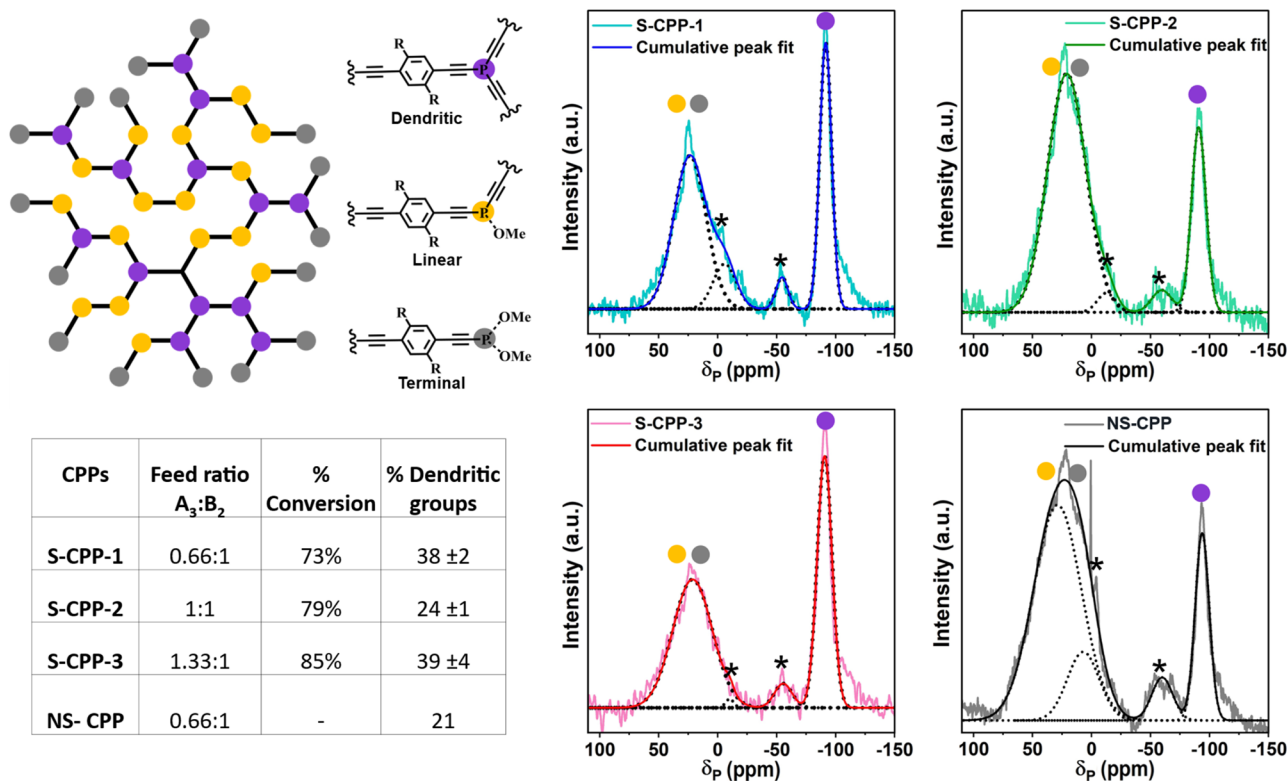 R
P
R
Dendritic
R
P
OMe
R
Linear
R
OMe
P
OMe
R
Terminal
S-CPP-1
Cumulative peak fit
*
*
Intensity (a.u.)
100 50 0 -50 -100 -150
δP (ppm)
S-CPP-2
Cumulative peak fit
*
*
Intensity (a.u.)
100 50 0 -50 -100 -150
δP (ppm)
CPPs Feed ratio A3:B2 % Conversion % Dendritic groups
S-CPP-1 0.66:1 73% 38 ±2
S-CPP-2 1:1 79% 24 ±1
S-CPP-3 1.33:1 85% 39 ±4
NS- CPP 0.66:1 - 21
S-CPP-3
Cumulative peak fit
*
*
Intensity (a.u.)
100 50 0 -50 -100 -150
δP (ppm)
NS-CPP
Cumulative peak fit
*
*
Intensity (a.u.)
100 50 0 -50 -100 -150
δP (ppm)